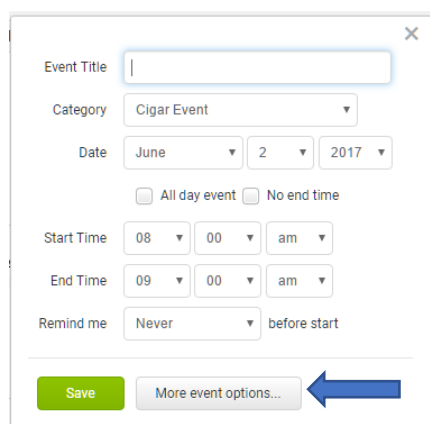 Event Title
Category Cigar Event
Date June 2 2017
All day event No end time
Start Time 08 00 am
End Time 09 00 am
Remind me Never before start
Save More event options...